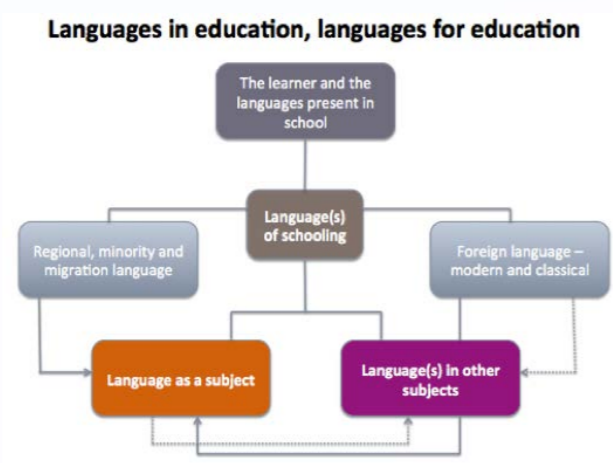 Languages in education, languages for education
The learner and the
languages present in
school
Language(s)
of schooling
Regional, minority and
migration language
Foreign language –
modern and classical
Language as a subject
Language(s) in other
subjects